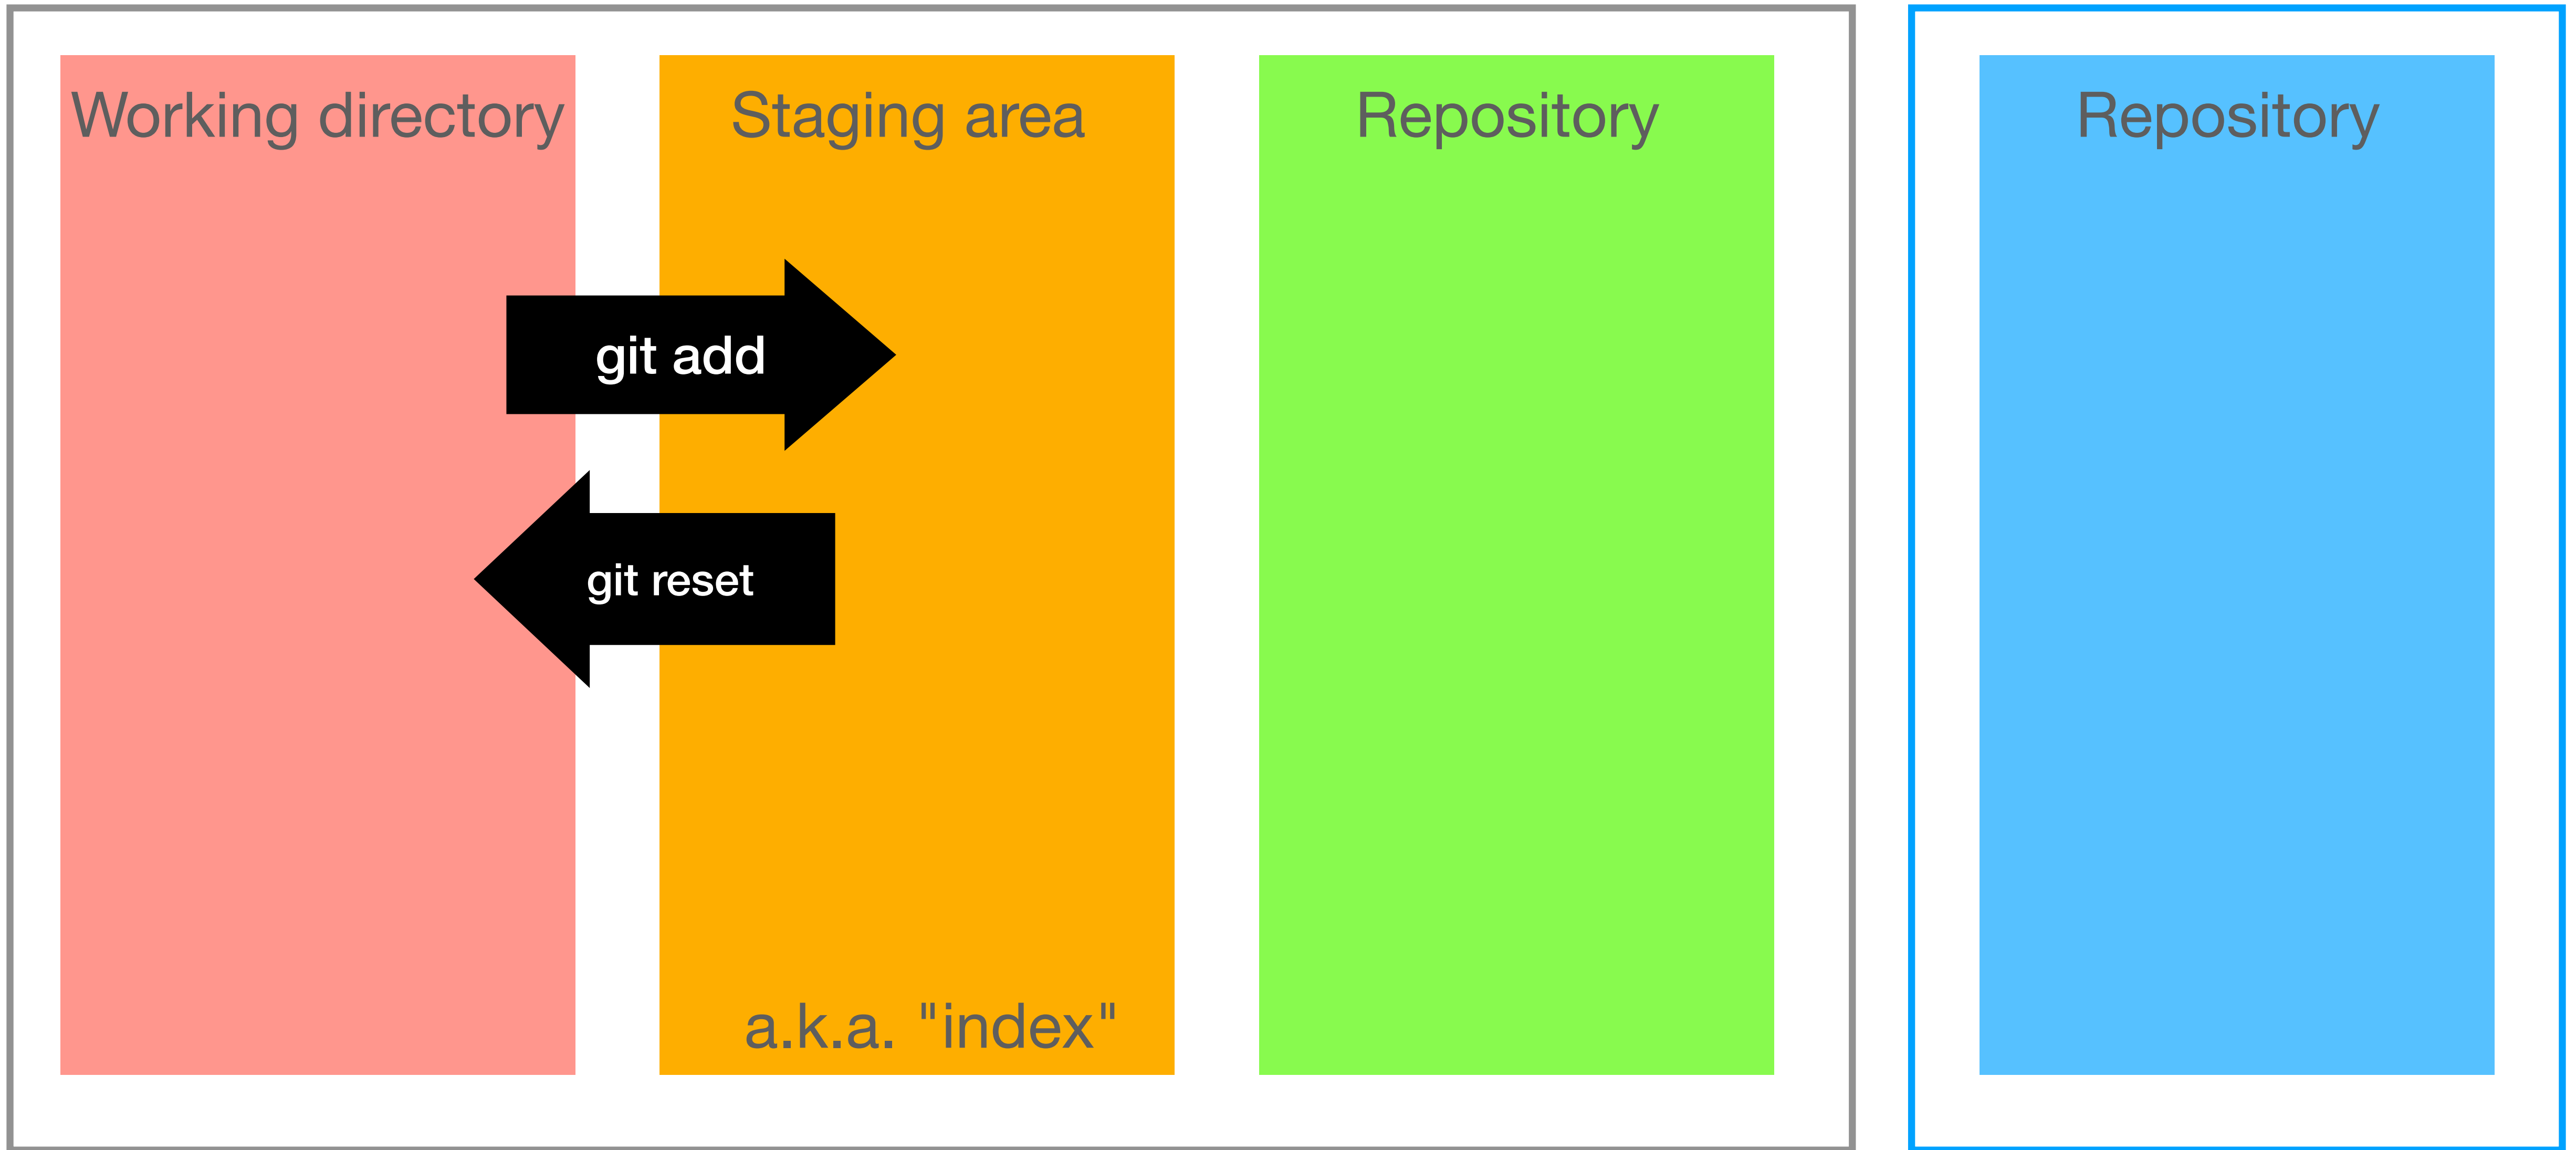 Working directory
Staging area
Repository
Repository
git add
git reset
a.k.a. "index"